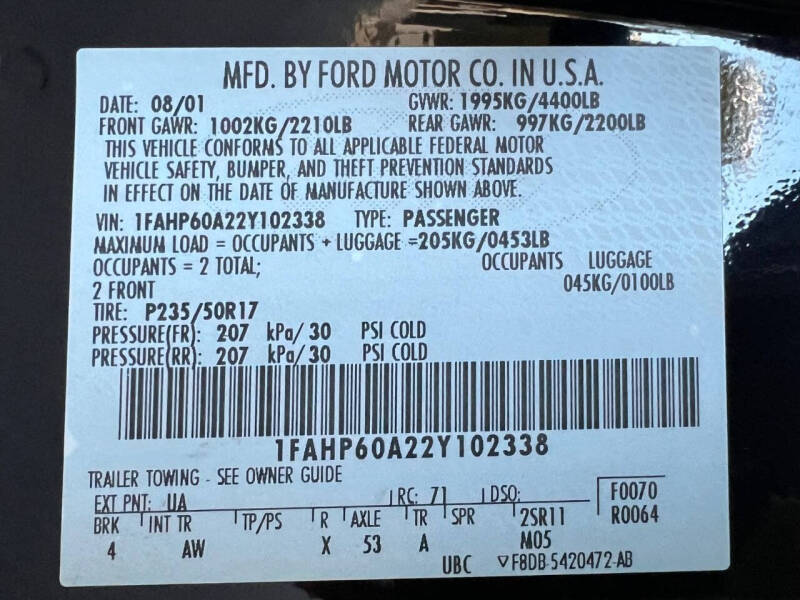 MFD. BY FORD MOTOR CO. IN U.S.A.
DATE: 08/01 GVWR: 1995KG/4400LB
FRONT GAWR: 1002KG/2210LB REAR GAWR: 997KG/2200LB
THIS VEHICLE CONFORMS TO ALL APPLICABLE FEDERAL MOTOR
VEHICLE SAFETY, BUMPER, AND THEFT PREVENTION STANDARDS
IN EFFECT ON THE DATE OF MANUFACTURE SHOWN ABOVE.
VIN: 1FAHP60A22Y102338 TYPE: PASSENGER
MAXIMUM LOAD = OCCUPANTS + LUGGAGE =205KG/0453LB
OCCUPANTS = 2 TOTAL; OCCUPANTS LUGGAGE
2 FRONT 045KG/0100LB
TIRE: P235/50R17
PRESSURE(FR): 207 kPa/ 30 PSI COLD
PRESSURE(RR): 207 kPa/ 30 PSI COLD
1FAHP60A22Y102338
TRAILER TOWING - SEE OWNER GUIDE
EXT PNT: UA RC: 71 DSO: F0070
BRK INT TR TP/PS R AXLE TR SPR 2SR11 R0064
4 AW X 53 A M05
UBC ▽F8DB-5420472-AB